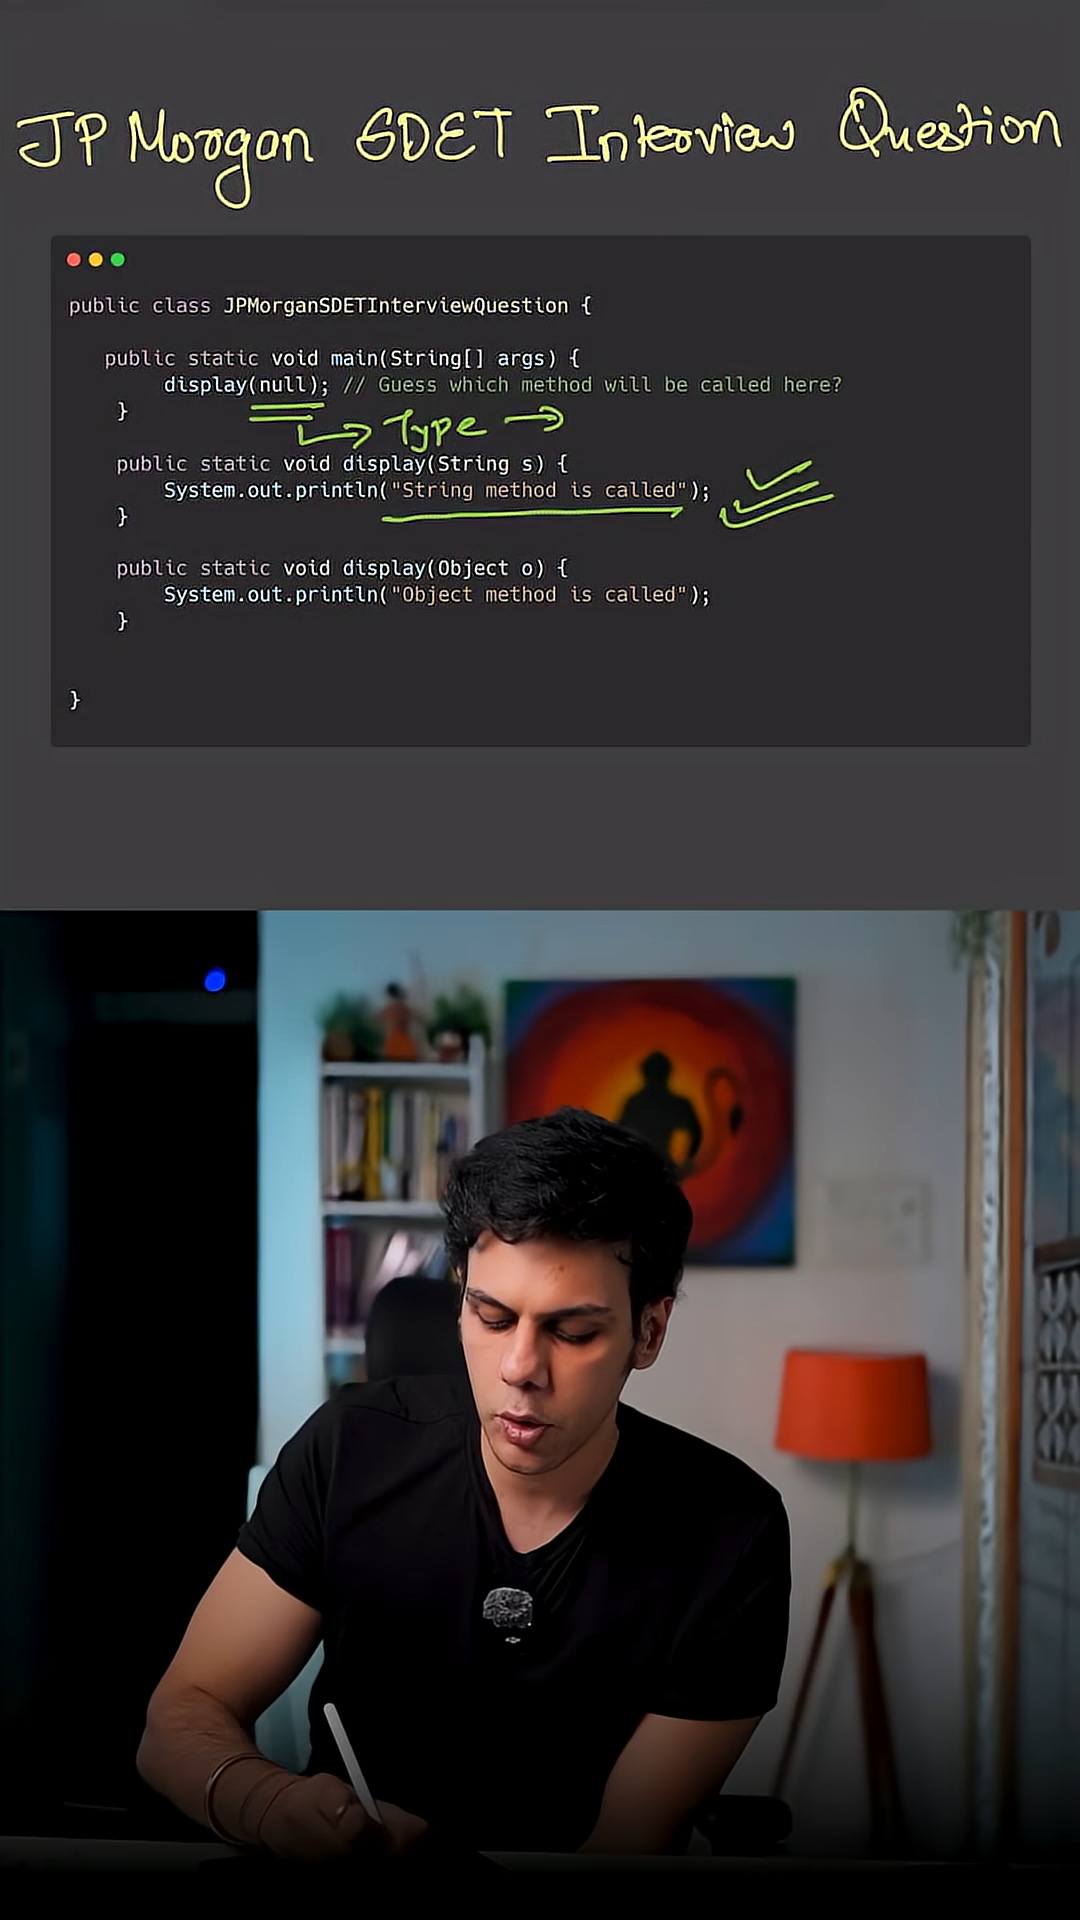 JP Morgan SDET Interview Question
public class JPMorganSDETInterviewQuestion {
public static void main(String[] args) {
display(null); // Guess which method will be called here?
}
Type
public static void display(String s) {
System.out.println("String method is called");
}
public static void display(Object o) {
System.out.println("Object method is called");
}
}